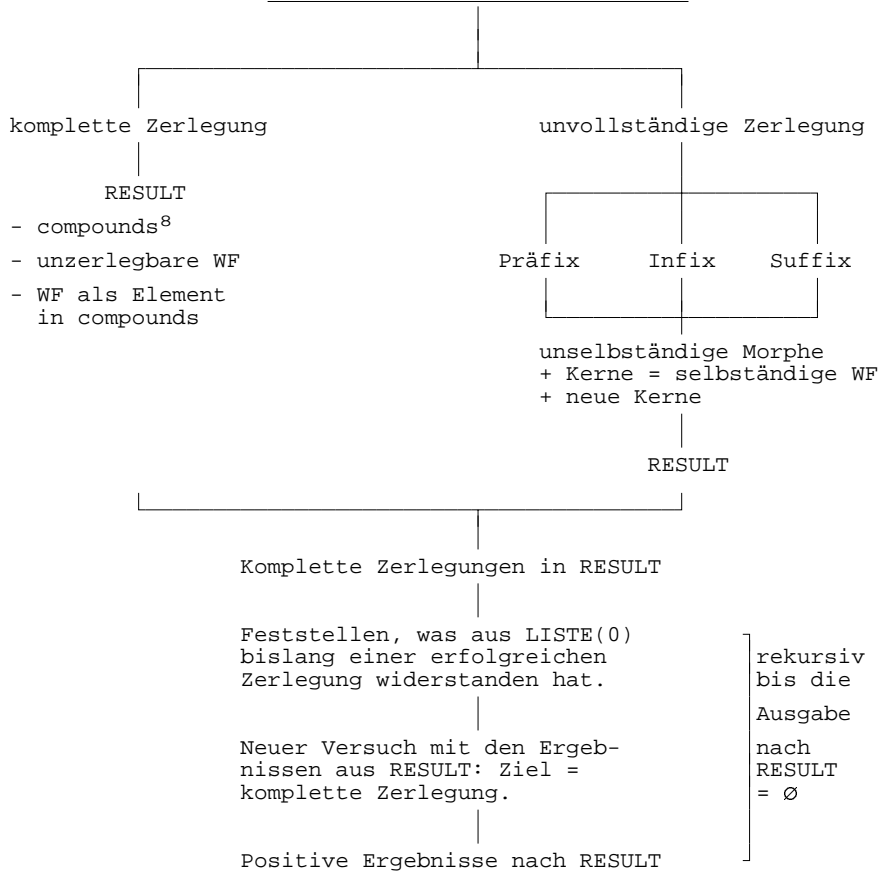 komplette Zerlegung
unvollständige Zerlegung
RESULT
- compounds8
- unzerlegbare WF
- WF als Element
in compounds
Präfix Infix Suffix
unselbständige Morphe
+ Kerne = selbständige WF
+ neue Kerne
RESULT
Komplette Zerlegungen in RESULT
Feststellen, was aus LISTE(0)
bislang einer erfolgreichen
Zerlegung widerstanden hat.
Neuer Versuch mit den Ergeb-
nissen aus RESULT: Ziel =
komplette Zerlegung.
Positive Ergebnisse nach RESULT
rekursiv
bis die
Ausgabe
nach
RESULT
= ∅